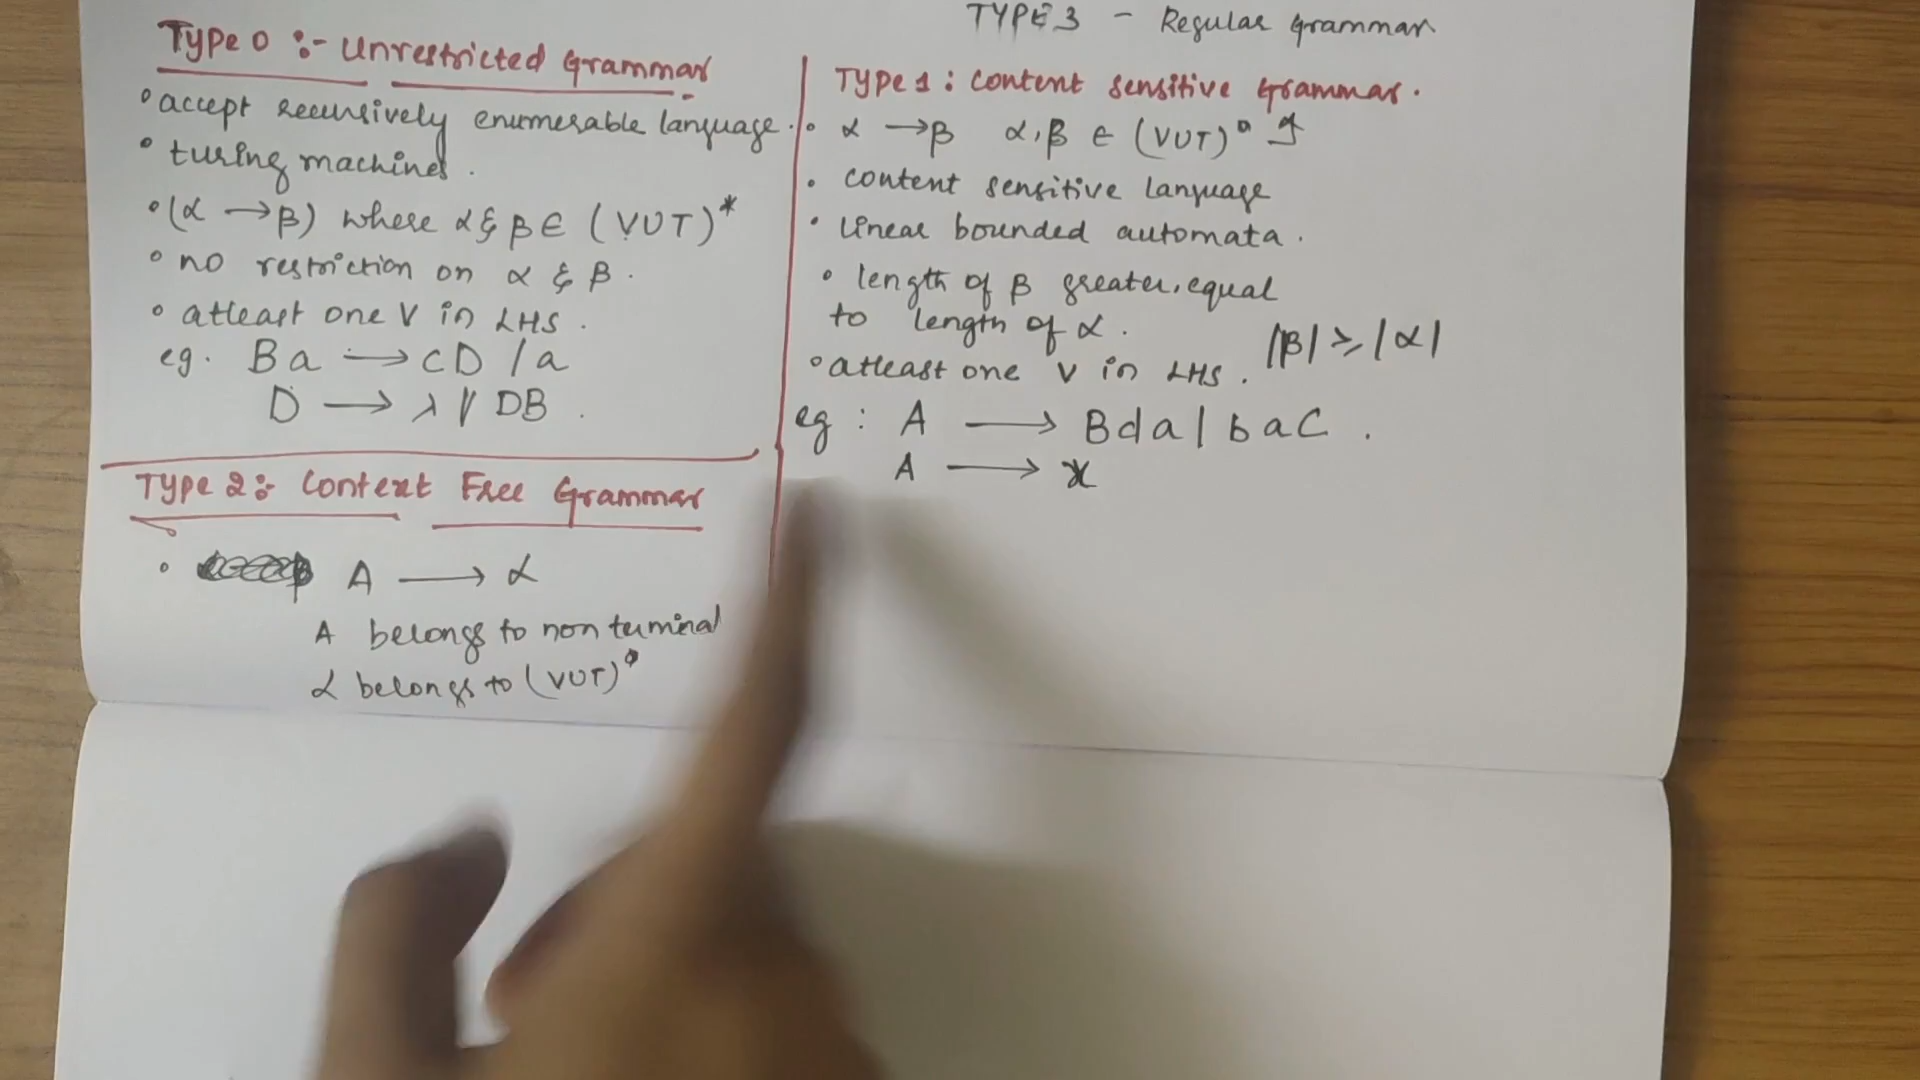 TYPE 3 - Regular Grammar
Type 0 :- Unrestricted Grammar
• accept recursively enumerable language.
• turing machines.
• (α → β) where α & β ∈ (VUT)*
• no restriction on α & β.
• atleast one V in LHS.
eg. Ba → cD / a
D → λ / DB.
Type 1 : Content sensitive Grammar.
• α → β α, β ∈ (VUT)
• content sensitive language
• linear bounded automata.
• length of β greater, equal
to length of α.
|β| ≥ |α|
• atleast one V in LHS.
eg : A → Bda | baC.
A → x
Type 2 :- Context Free Grammar
• A → α
A belongs to non terminal
α belongs to (VUT)*